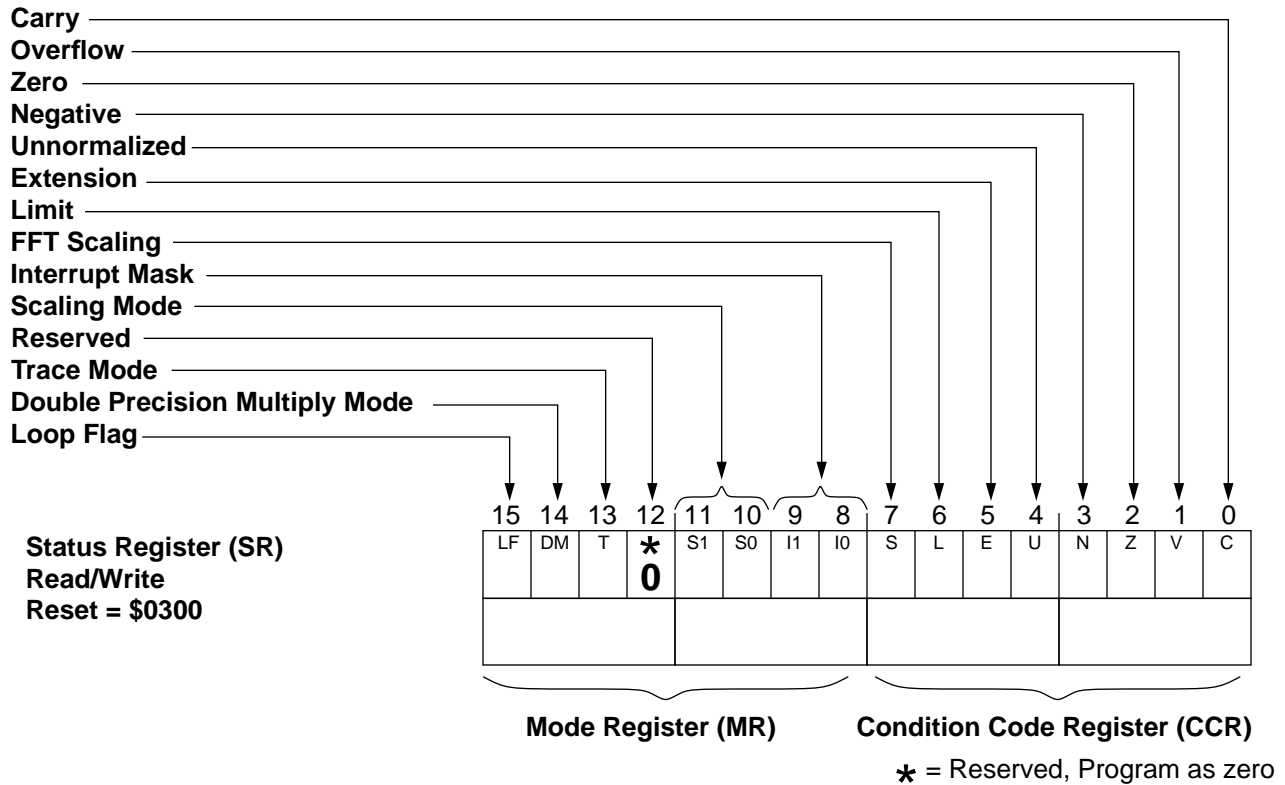 Carry
Overflow
Zero
Negative
Unnormalized
Extension
Limit
FFT Scaling
Interrupt Mask
Scaling Mode
Reserved
Trace Mode
Double Precision Multiply Mode
Loop Flag
15 14 13 12 11 10 9 8 7 6 5 4 3 2 1 0
LF DM T * S1 S0 I1 I0 S L E U N Z V C
0
Status Register (SR)
Read/Write
Reset = $0300
Mode Register (MR) Condition Code Register (CCR)
* = Reserved, Program as zero